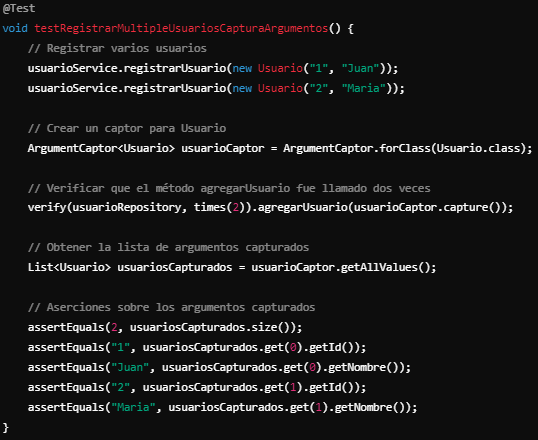 @Test
void testRegistrarMultipleUsuariosCapturaArgumentos() {
    // Registrar varios usuarios
    usuarioService.registrarUsuario(new Usuario("1", "Juan"));
    usuarioService.registrarUsuario(new Usuario("2", "Maria"));

    // Crear un captor para Usuario
    ArgumentCaptor<Usuario> usuarioCaptor = ArgumentCaptor.forClass(Usuario.class);

    // Verificar que el método agregarUsuario fue llamado dos veces
    verify(usuarioRepository, times(2)).agregarUsuario(usuarioCaptor.capture());

    // Obtener la lista de argumentos capturados
    List<Usuario> usuariosCapturados = usuarioCaptor.getAllValues();

    // Aserciones sobre los argumentos capturados
    assertEquals(2, usuariosCapturados.size());
    assertEquals("1", usuariosCapturados.get(0).getId());
    assertEquals("Juan", usuariosCapturados.get(0).getNombre());
    assertEquals("2", usuariosCapturados.get(1).getId());
    assertEquals("Maria", usuariosCapturados.get(1).getNombre());
}